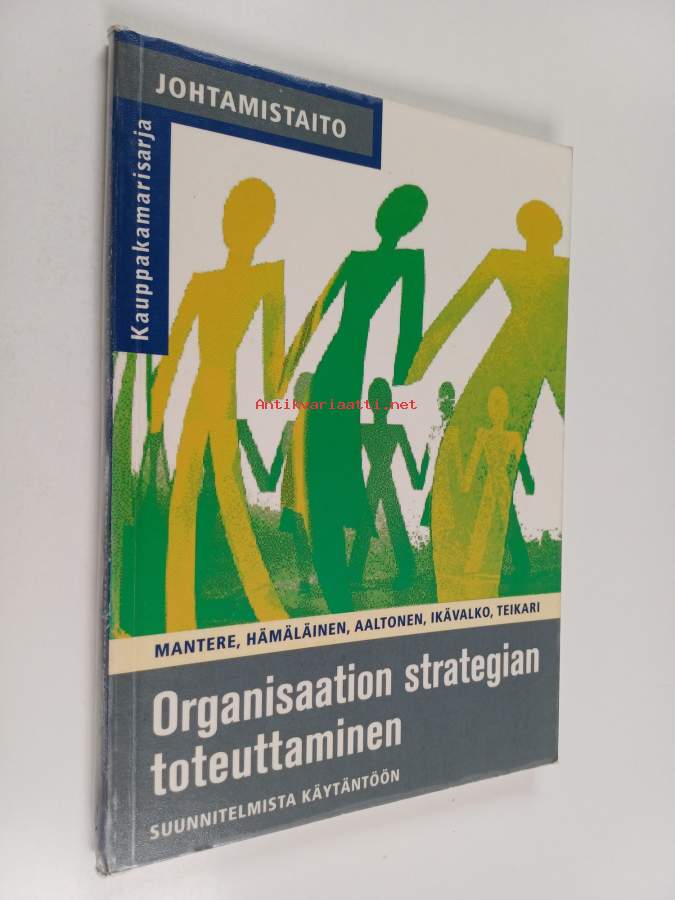 JOHTAMISTAITO
Kauppakamarisarja
Antikvariaatti.net
MANTERE, HÄMÄLÄINEN, AALTONEN, IKÄVALKO, TEIKARI
Organisaation strategian
toteuttaminen
SUUNNITELMISTA KÄYTÄNTÖÖN